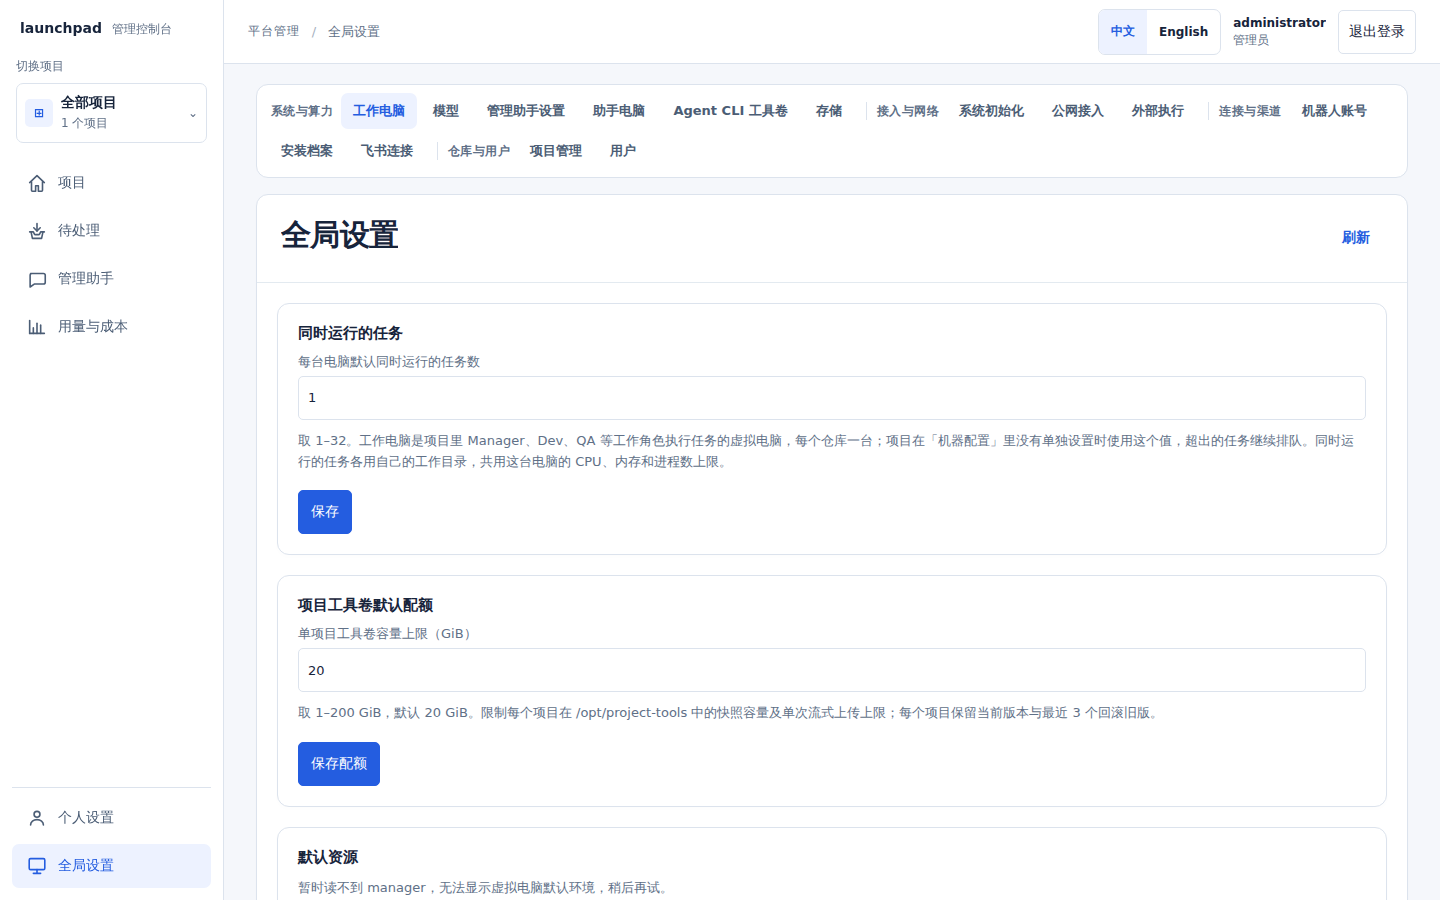 launchpad 管理控制台
切换项目
全部项目
1 个项目
项目
待处理
管理助手
用量与成本
个人设置
全局设置
平台管理 / 全局设置
中文 English
administrator
管理员
退出登录
系统与算力 工作电脑 模型 管理助手设置 助手电脑 Agent CLI 工具卷 存储 接入与网络 系统初始化 公网接入 外部执行 连接与渠道 机器人账号
安装档案 飞书连接 仓库与用户 项目管理 用户
全局设置
刷新
同时运行的任务
每台电脑默认同时运行的任务数
1
取 1–32。工作电脑是项目里 Manager、Dev、QA 等工作角色执行任务的虚拟电脑，每个仓库一台；项目在「机器配置」里没有单独设置时使用这个值，超出的任务继续排队。同时运
行的任务各用自己的工作目录，共用这台电脑的 CPU、内存和进程数上限。
保存
项目工具卷默认配额
单项目工具卷容量上限（GiB）
20
取 1–200 GiB，默认 20 GiB。限制每个项目在 /opt/project-tools 中的快照容量及单次流式上传上限；每个项目保留当前版本与最近 3 个回滚旧版。
保存配额
默认资源
暂时读不到 manager，无法显示虚拟电脑默认环境，稍后再试。